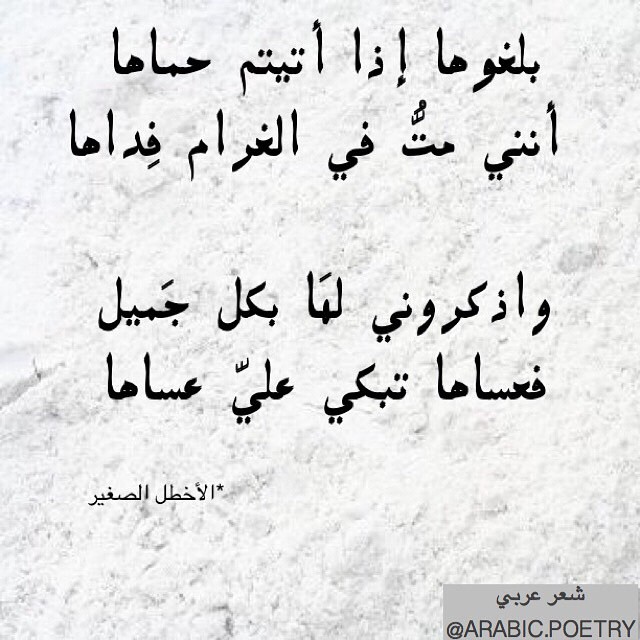 بلغوها إذا أتيتم حماها
أنني متُّ في الغرام فِداها
واذكروني لهَا بكل جَميل
فعساها تبكي عليّ عساها
*الأخطل الصغير
شعر عربي
@ARABIC.POETRY